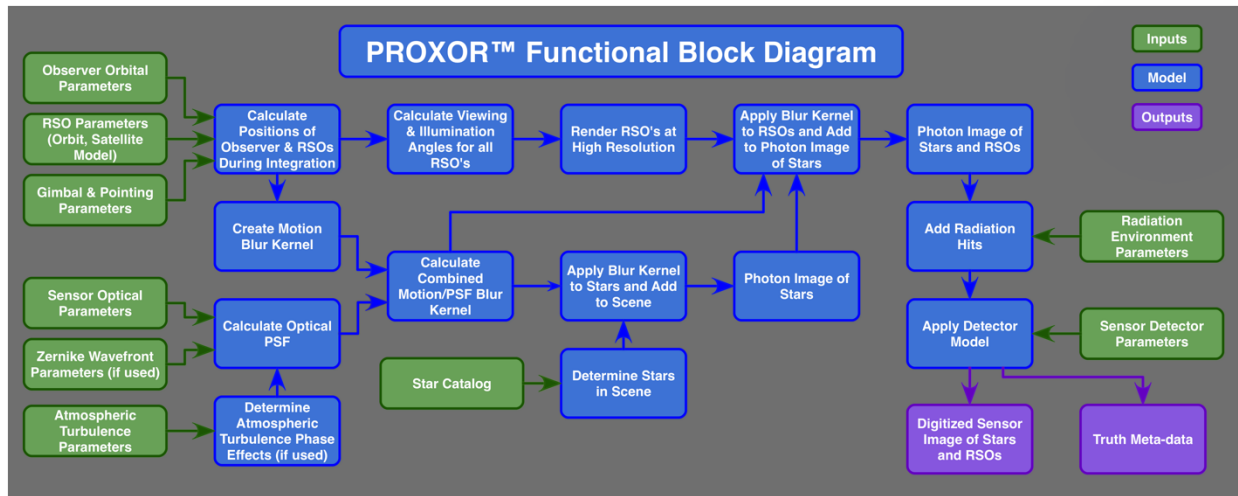 PROXOR™ Functional Block Diagram
Inputs
Model
Outputs
Observer Orbital
Parameters
RSO Parameters
(Orbit, Satellite
Model)
Gimbal & Pointing
Parameters
Calculate
Positions of
Observer & RSOs
During Integration
Calculate Viewing
& Illumination
Angles for all
RSO's
Render RSO's at
High Resolution
Apply Blur Kernel
to RSOs and Add
to Photon Image
of Stars
Photon Image of
Stars and RSOs
Create Motion
Blur Kernel
Add Radiation
Hits
Radiation
Environment
Parameters
Sensor Optical
Parameters
Zernike Wavefront
Parameters (if used)
Calculate Optical
PSF
Calculate
Combined
Motion/PSF Blur
Kernel
Apply Blur Kernel
to Stars and Add
to Scene
Photon Image of
Stars
Apply Detector
Model
Sensor Detector
Parameters
Star Catalog
Determine Stars
in Scene
Atmospheric
Turbulence
Parameters
Determine
Atmospheric
Turbulence Phase
Effects (if used)
Digitized Sensor
Image of Stars
and RSOs
Truth Meta-data